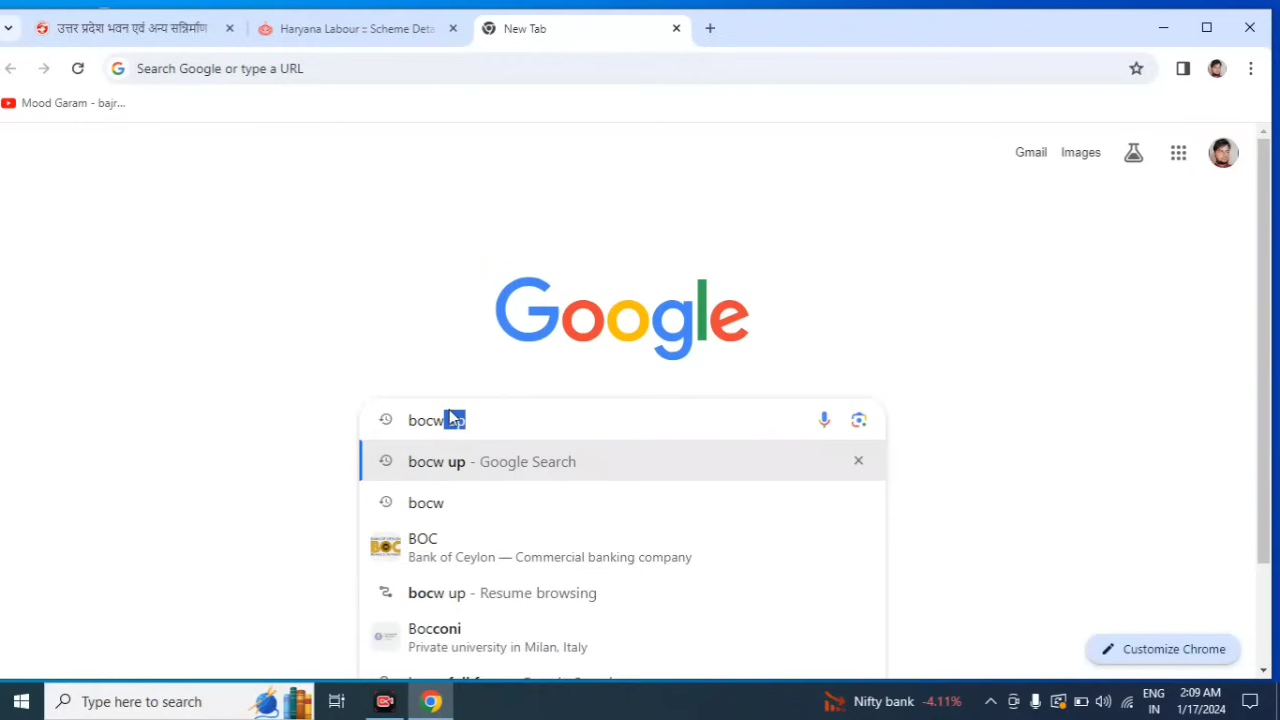 उत्तर प्रदेश भवन एवं अन्य सन्निर्माण
Haryana Labour :: Scheme Deta
New Tab
Search Google or type a URL
Mood Garam - bajr...
Gmail
Images
Google
bocw up
bocw up - Google Search
bocw
BOC
Bank of Ceylon — Commercial banking company
bocw up - Resume browsing
Bocconi
Private university in Milan, Italy
Customize Chrome
Type here to search
Nifty bank -4.11%
ENG
IN
2:09 AM
1/17/2024